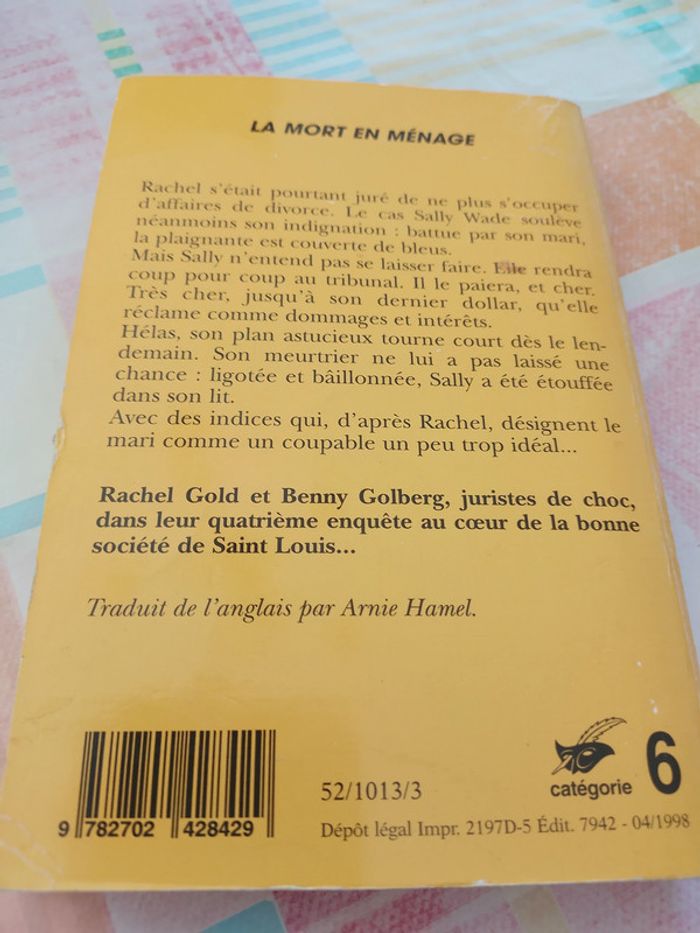 LA MORT EN MÉNAGE
Rachel s'était pourtant juré de ne plus s'occuper
d'affaires de divorce. Le cas Sally Wade soulève
néanmoins son indignation : battue par son mari,
la plaignante est couverte de bleus.
Mais Sally n'entend pas se laisser faire. Elle rendra
coup pour coup au tribunal. Il le paiera, et cher.
Très cher, jusqu'à son dernier dollar, qu'elle
réclame comme dommages et intérêts.
Hélas, son plan astucieux tourne court dès le len-
demain. Son meurtrier ne lui a pas laissé une
chance : ligotée et bâillonnée, Sally a été étouffée
dans son lit.
Avec des indices qui, d'après Rachel, désignent le
mari comme un coupable un peu trop idéal...
Rachel Gold et Benny Golberg, juristes de choc,
dans leur quatrième enquête au cœur de la bonne
société de Saint Louis...
Traduit de l'anglais par Arnie Hamel.
9 782702 428429
52/1013/3
catégorie 6
Dépôt légal Impr. 2197D-5 Édit. 7942 - 04/1998